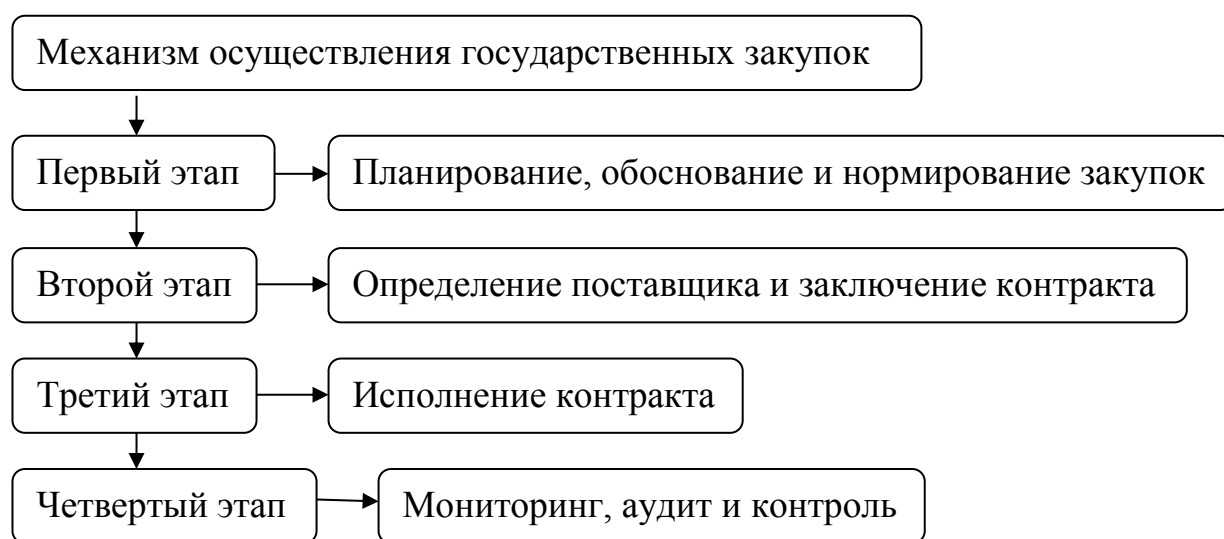 Механизм осуществления государственных закупок
Первый этап
Планирование, обоснование и нормирование закупок
Второй этап
Определение поставщика и заключение контракта
Третий этап
Исполнение контракта
Четвертый этап
Мониторинг, аудит и контроль